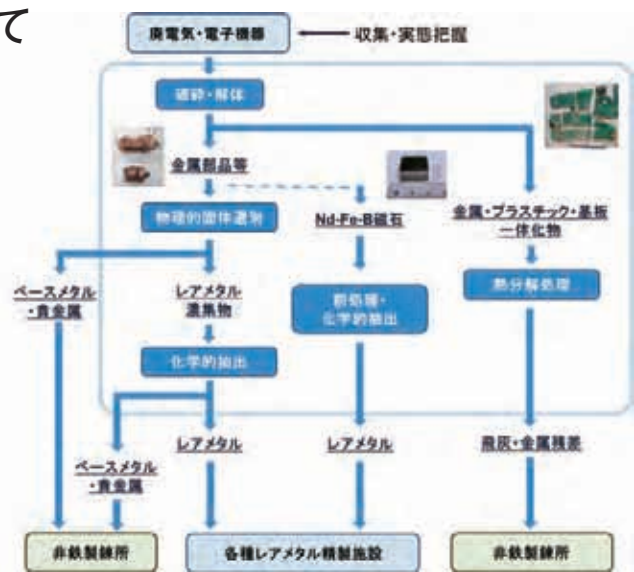 て
廃電気・電子機器
収集・実態把握
破砕・解体
金属部品等
物理的固体選別
Nd-Fe-B磁石
金属・プラスチック・基板
一体化物
ベースメタル
・貴金属
レアメタル
濃集物
前処理・
化学的抽出
熱分解処理
化学的抽出
レアメタル
レアメタル
飛灰・金属残差
ベースメタル
・貴金属
非鉄製錬所
各種レアメタル精製施設
非鉄製錬所